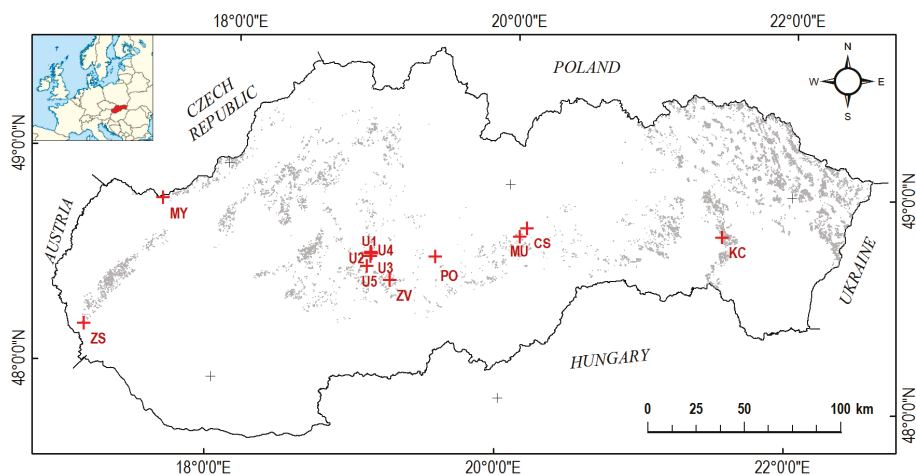 18°0'0"E
20°0'0"E
22°0'0"E
POLAND
CZECH
REPUBLIC
N
W
E
S
49°0'0"N
49°0'0"N
AUSTRIA
MY
U1
U4
U2
U3
U5
ZV
PO
MU
CS
KC
UKRAINE
ZS
HUNGARY
48°0'0"N
48°0'0"N
0
25
50
100 km
18°0'0"E
20°0'0"E
22°0'0"E